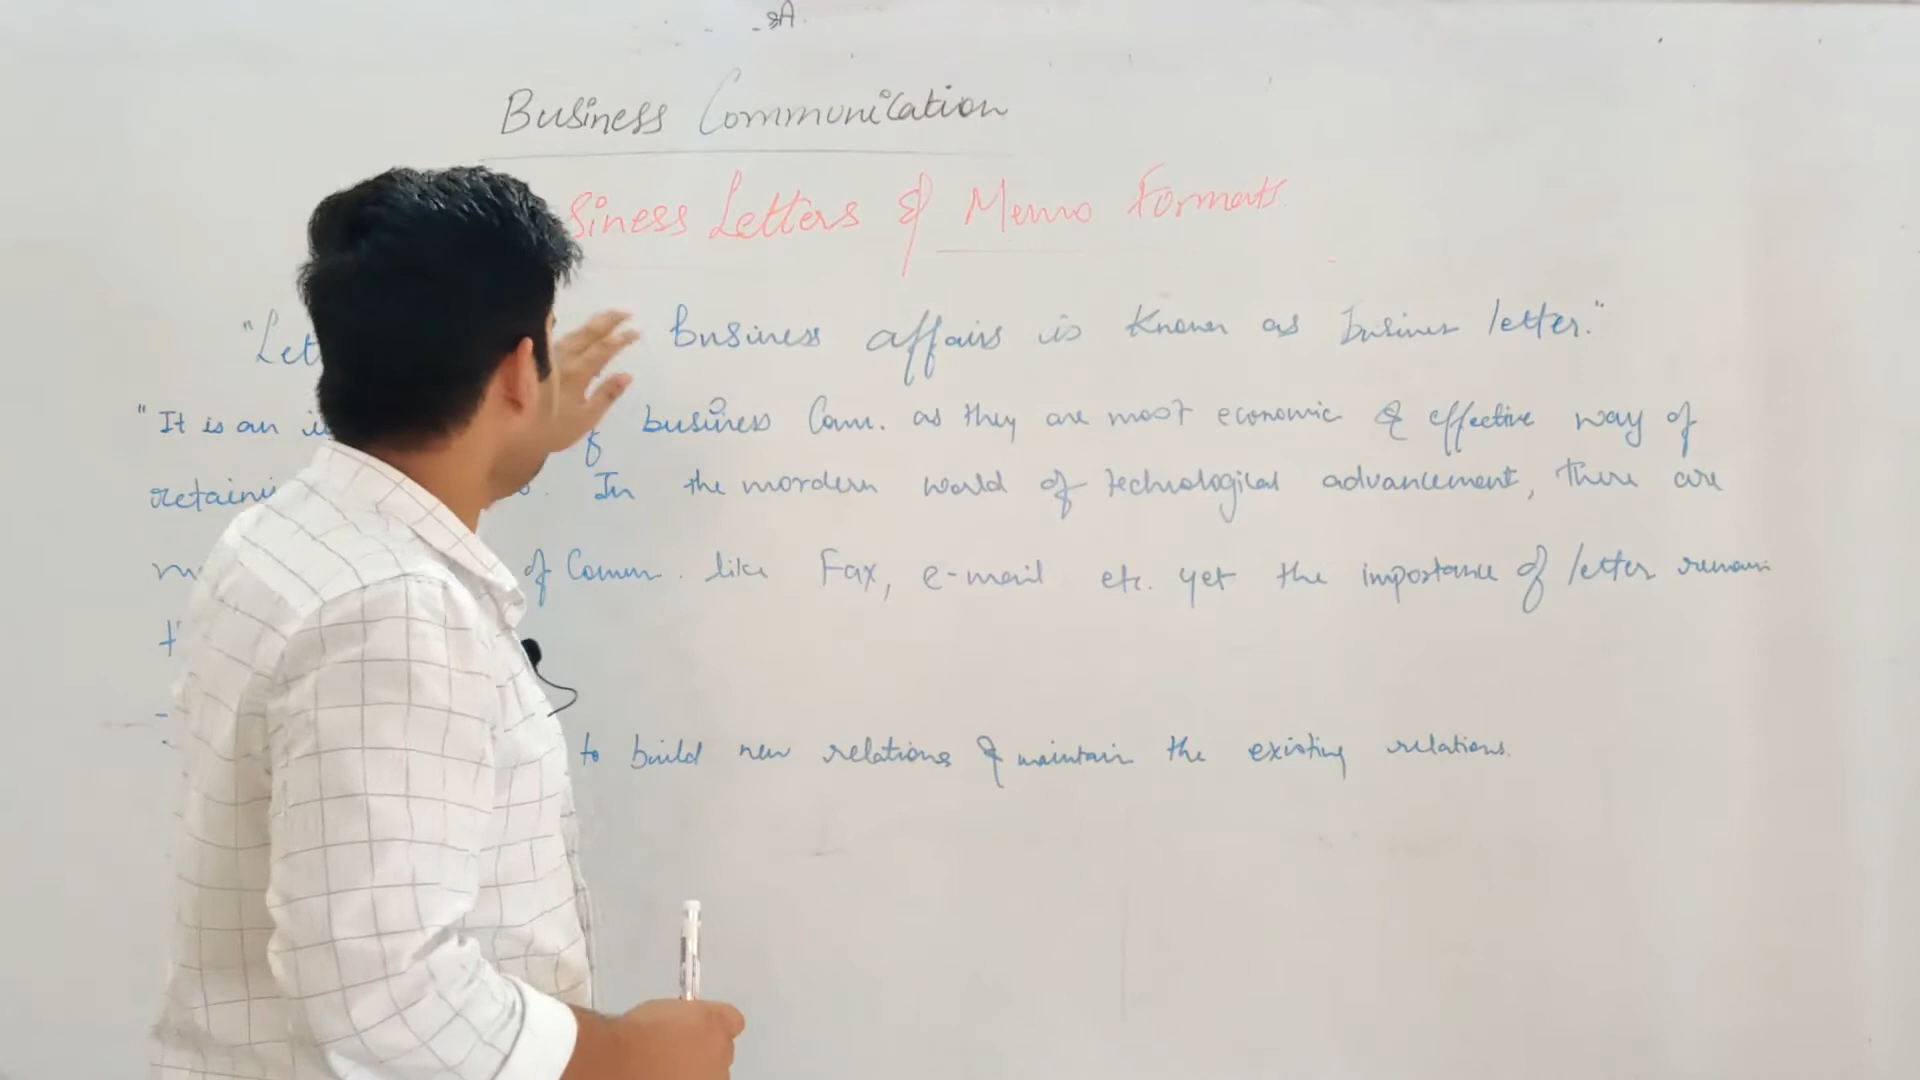 Business Communication
siness Letters & Memo Formats
"Let business affairs is known as business letter."
"It is an i f business Com. as they are most economic & effective way of
retaini s. In the mordern world of technological advancement, there are
m of Comm. like Fax, e-mail etc. yet the importance of letter remain
t
to build new relations & maintain the existing relations.